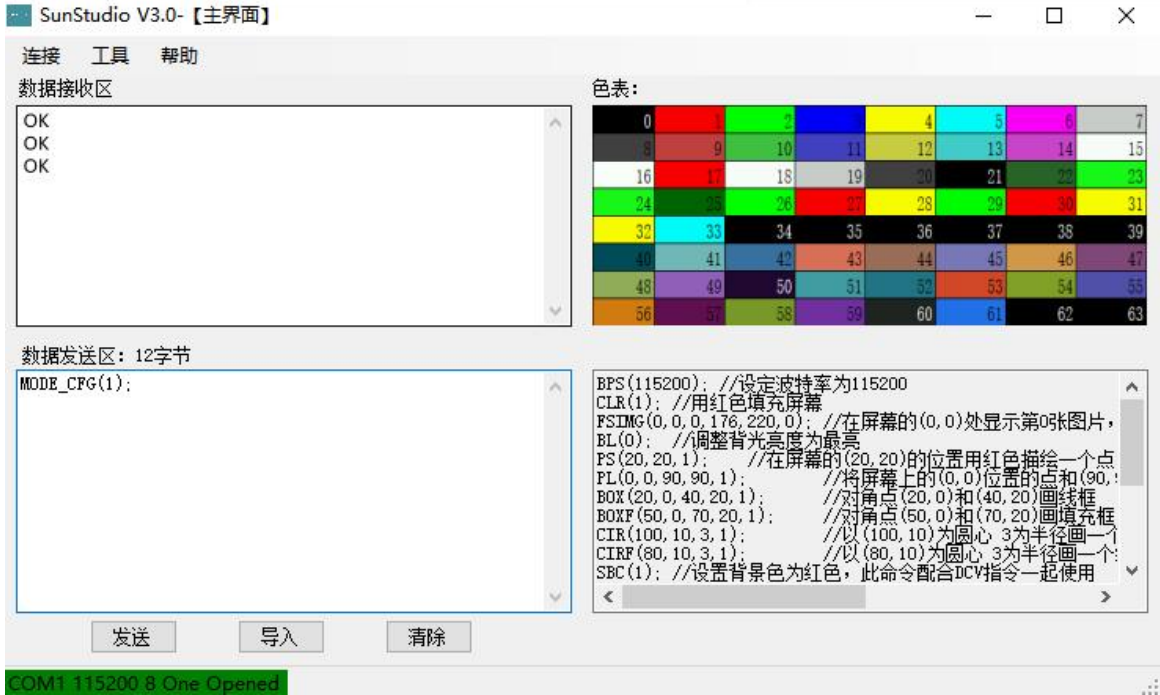 SunStudio V3.0-【主界面】
连接 工具 帮助
数据接收区
OK
OK
OK
色表:
0 1 2 4 5 6 7
8 9 10 11 12 13 14 15
16 17 18 19 20 21 22 23
24 25 26 27 28 29 30 31
32 33 34 35 36 37 38 39
40 41 42 43 44 45 46 47
48 49 50 51 52 53 54 55
56 57 58 59 60 61 62 63
数据发送区: 12字节
MODE_CFG(1);
BPS(115200); //设定波特率为115200
CLR(1); //用红色填充屏幕
FSIMG(0,0,0,176,220,0); //在屏幕的(0,0)处显示第0张图片,
BL(0); //调整背光亮度为最亮
PS(20,20,1); //在屏幕的(20,20)的位置用红色描绘一个点
PL(0,0,90,90,1); //将屏幕上的(0,0)位置的点和(90,
BOX(20,0,40,20,1); //对角点(20,0)和(40,20)画线框
BOXF(50,0,70,20,1); //对角点(50,0)和(70,20)画填充框
CIR(100,10,3,1); //以(100,10)为圆心 3为半径画一
CIRF(80,10,3,1); //以(80,10)为圆心 3为半径画一个
SBC(1); //设置背景色为红色，此命令配合DCV指令一起使用
发送 导入 清除
COM1 115200 8 One Opened